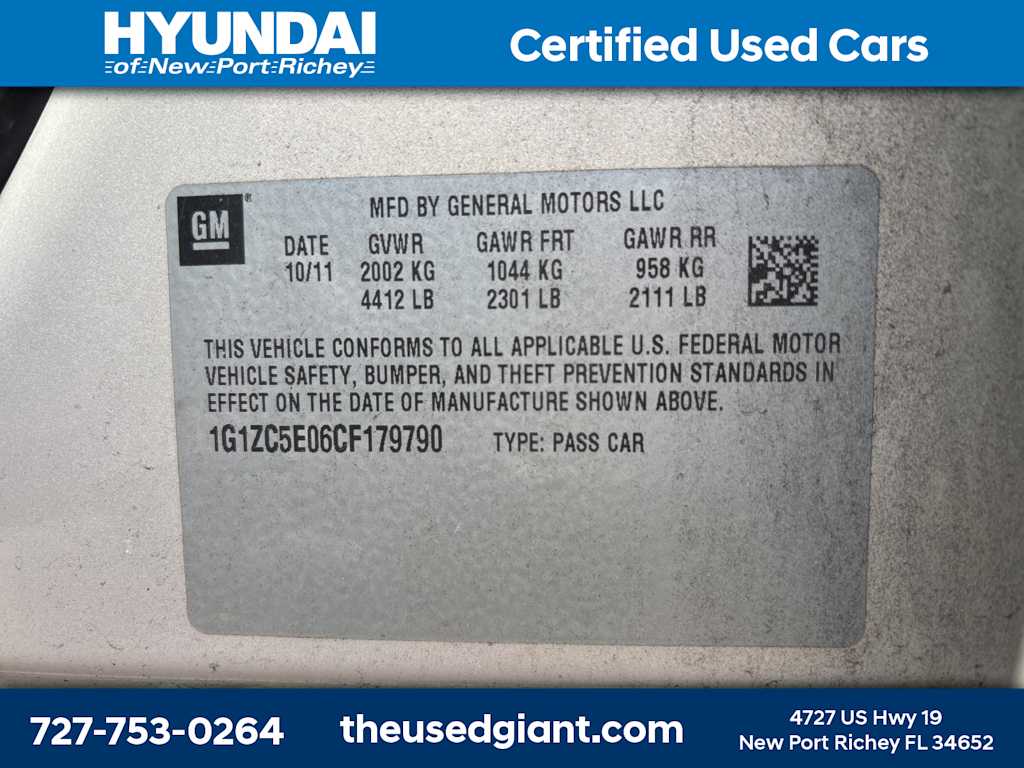 HYUNDAI
of New Port Richey
Certified Used Cars
GM®
MFD BY GENERAL MOTORS LLC
DATE GVWR GAWR FRT GAWR RR
10/11 2002 KG 1044 KG 958 KG
4412 LB 2301 LB 2111 LB
THIS VEHICLE CONFORMS TO ALL APPLICABLE U.S. FEDERAL MOTOR
VEHICLE SAFETY, BUMPER, AND THEFT PREVENTION STANDARDS IN
EFFECT ON THE DATE OF MANUFACTURE SHOWN ABOVE.
1G1ZC5E06CF179790 TYPE: PASS CAR
727-753-0264
theusedgiant.com
4727 US Hwy 19
New Port Richey FL 34652